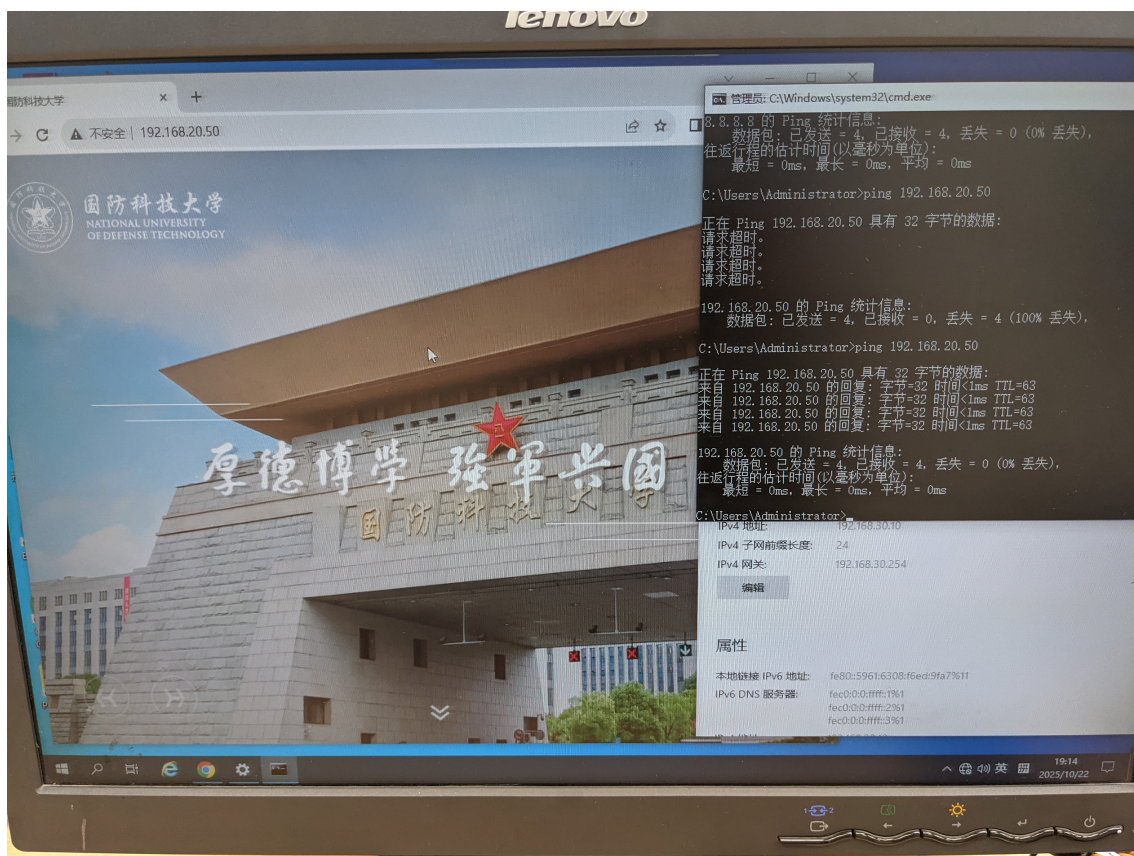 lenovo
国防科技大学
不安全 192.168.20.50
国防科技大学
NATIONAL UNIVERSITY
OF DEFENSE TECHNOLOGY
厚德博学 強軍興國
国防科技大学
管理员: C:\Windows\system32\cmd.exe
8.8.8.8 的 Ping 统计信息:
数据包: 已发送 = 4，已接收 = 4，丢失 = 0 (0% 丢失)，
往返行程的估计时间(以毫秒为单位):
最短 = 0ms，最长 = 0ms，平均 = 0ms
C:\Users\Administrator>ping 192.168.20.50
正在 Ping 192.168.20.50 具有 32 字节的数据:
请求超时。
请求超时。
请求超时。
请求超时。
192.168.20.50 的 Ping 统计信息:
数据包: 已发送 = 4，已接收 = 0，丢失 = 4 (100% 丢失)，
C:\Users\Administrator>ping 192.168.20.50
正在 Ping 192.168.20.50 具有 32 字节的数据:
来自 192.168.20.50 的回复: 字节=32 时间<1ms TTL=63
来自 192.168.20.50 的回复: 字节=32 时间<1ms TTL=63
来自 192.168.20.50 的回复: 字节=32 时间<1ms TTL=63
来自 192.168.20.50 的回复: 字节=32 时间<1ms TTL=63
192.168.20.50 的 Ping 统计信息:
数据包: 已发送 = 4，已接收 = 4，丢失 = 0 (0% 丢失)，
往返行程的估计时间(以毫秒为单位):
最短 = 0ms，最长 = 0ms，平均 = 0ms
C:\Users\Administrator>
IPv4 地址: 192.168.30.10
IPv4 子网前缀长度: 24
IPv4 网关: 192.168.30.254
编辑
属性
本地链接 IPv6 地址: fe80::5961:6308:f6ed:9fa7%11
IPv6 DNS 服务器: fec0:0:0:ffff::1%1
fec0:0:0:ffff::2%1
fec0:0:0:ffff::3%1
英
19:14
2025/10/22